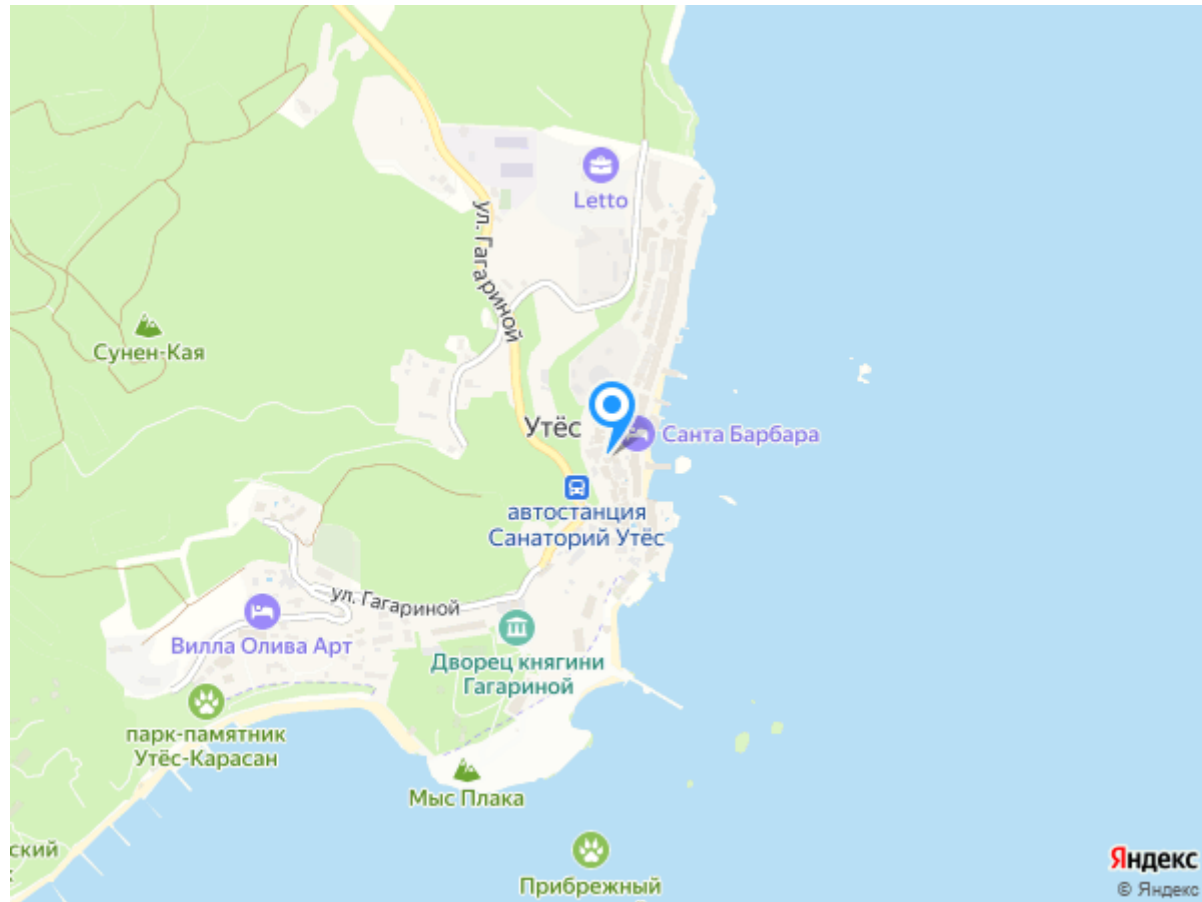 Letto
ул. Гагариной
Сунен-Кая
Утёс
Санта Барбара
автостанция
Санаторий Утёс
ул. Гагариной
Вилла Олива Арт
Дворец княгини
Гагариной
парк-памятник
Утёс-Карасан
Мыс Плака
ский
Прибрежный
Яндекс
© Яндекс